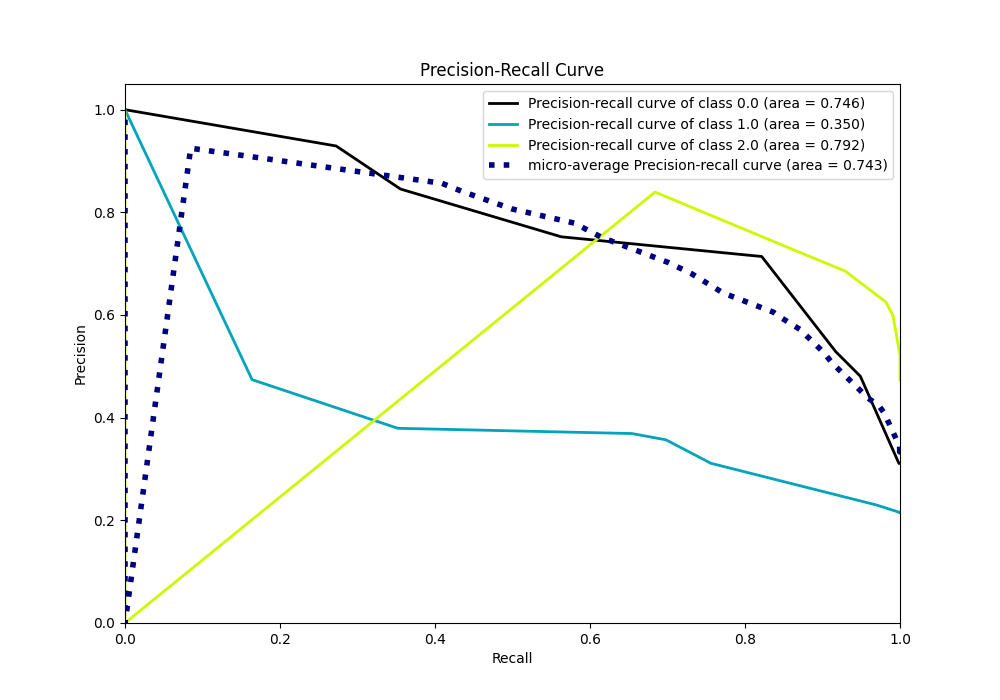 Precision-Recall Curve
Precision-recall curve of class 0.0 (area = 0.746)
Precision-recall curve of class 1.0 (area = 0.350)
Precision-recall curve of class 2.0 (area = 0.792)
micro-average Precision-recall curve (area = 0.743)
Precision
1.0
0.8
0.6
0.4
0.2
0.0
0.0 0.2 0.4 0.6 0.8 1.0
Recall